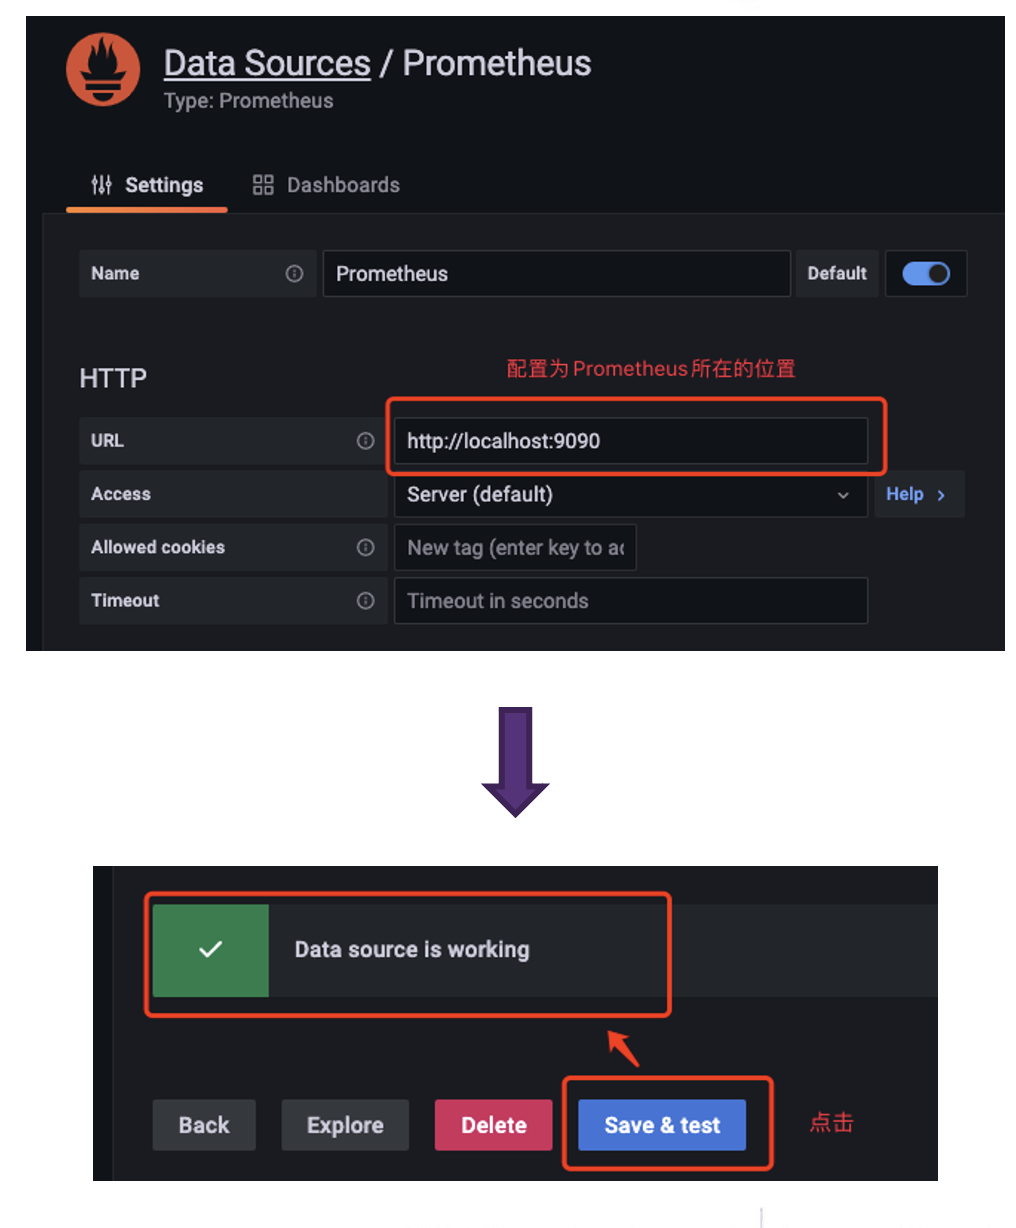 Data Sources / Prometheus
Type: Prometheus
Settings
Dashboards
Name
Prometheus
Default
配置为Prometheus所在的位置
HTTP
URL
http://localhost:9090
Access
Server (default)
Help
Allowed cookies
New tag (enter key to ac
Timeout
Timeout in seconds
Data source is working
Back
Explore
Delete
Save & test
点击